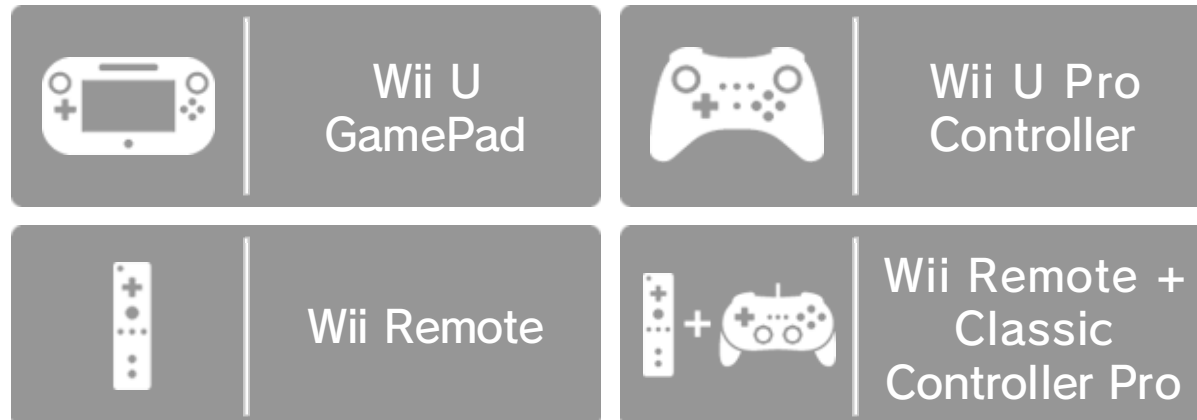 Wii U
GamePad
Wii U Pro
Controller
Wii Remote
Wii Remote +
Classic
Controller Pro